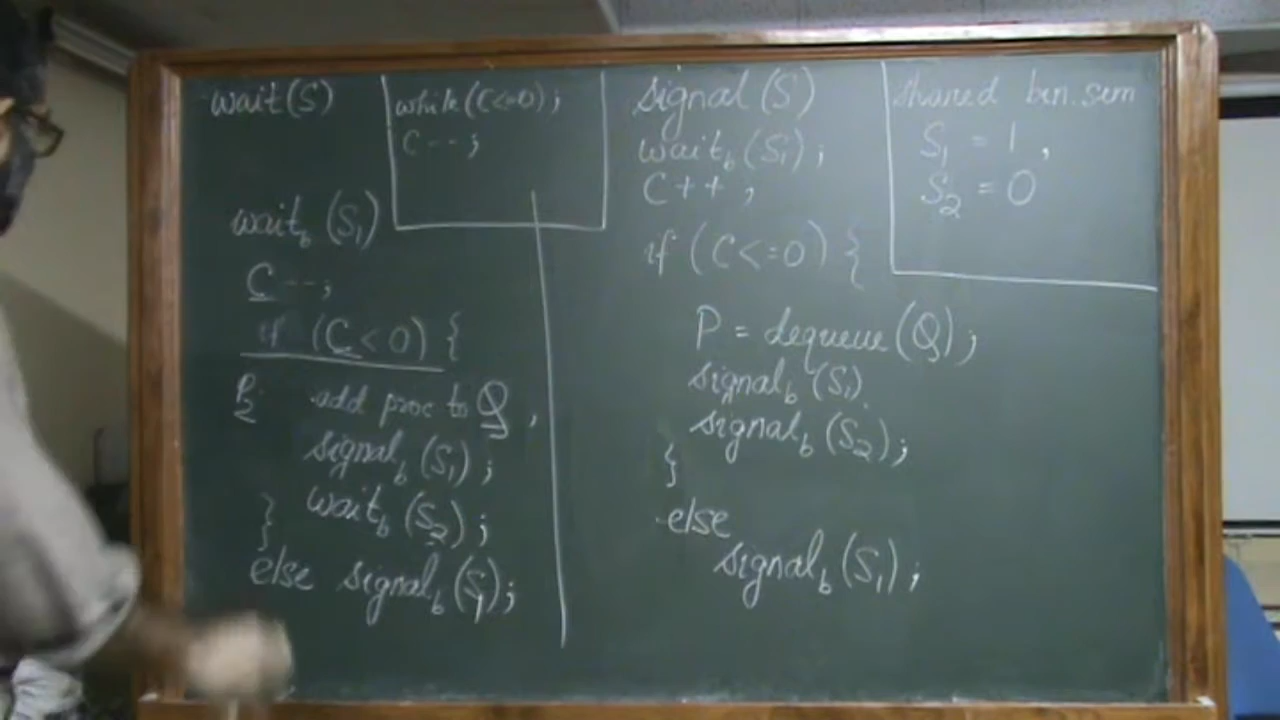 wait(S)
while(C<=0);
C--;
wait_b(S₁)
C--;
if (C<0) {
P₂ add proc to Q,
signal_b(S₁);
wait_b(S₂);
}
else signal_b(S₁);
signal(S)
wait_b(S₁);
C++,
if (C<=0) {
P = dequeue(Q);
signal_b(S₁)
signal_b(S₂);
}
else
signal_b(S₁);
shared bin. sem
S₁ = 1,
S₂ = 0